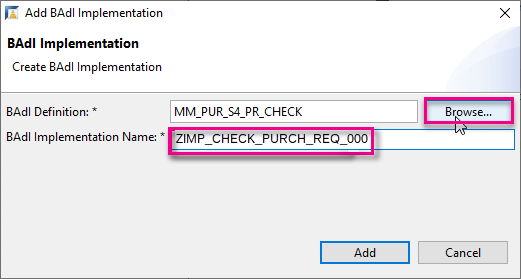 Add BAdI Implementation
BAdI Implementation
Create BAdI Implementation
BAdI Definition: * MM_PUR_S4_PR_CHECK Browse...
BAdI Implementation Name: * ZIMP_CHECK_PURCH_REQ_000
Add Cancel